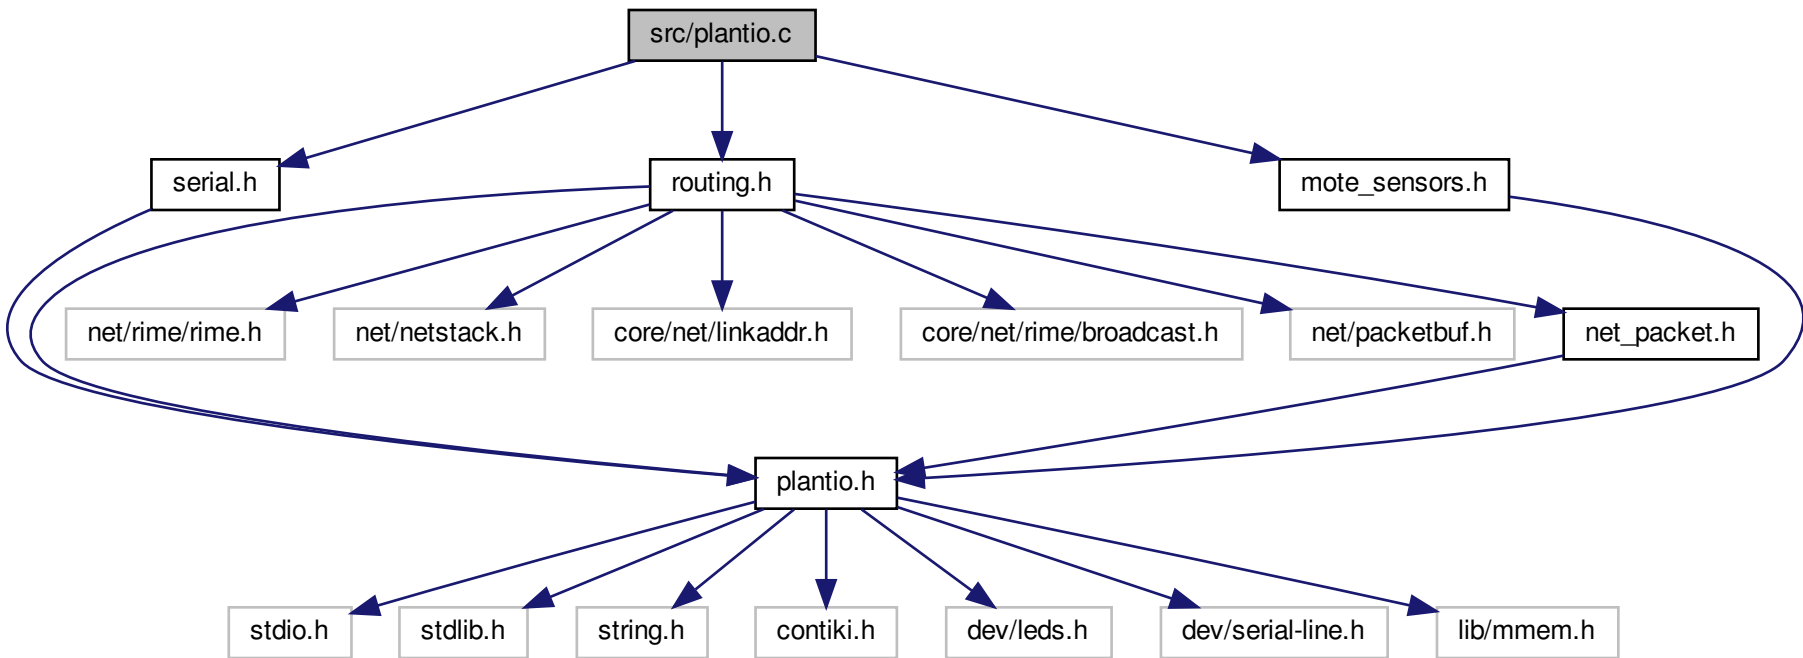 src/plantio.c
serial.h
routing.h
mote_sensors.h
net/rime/rime.h
net/netstack.h
core/net/linkaddr.h
core/net/rime/broadcast.h
net/packetbuf.h
net_packet.h
plantio.h
stdio.h
stdlib.h
string.h
contiki.h
dev/leds.h
dev/serial-line.h
lib/mmem.h